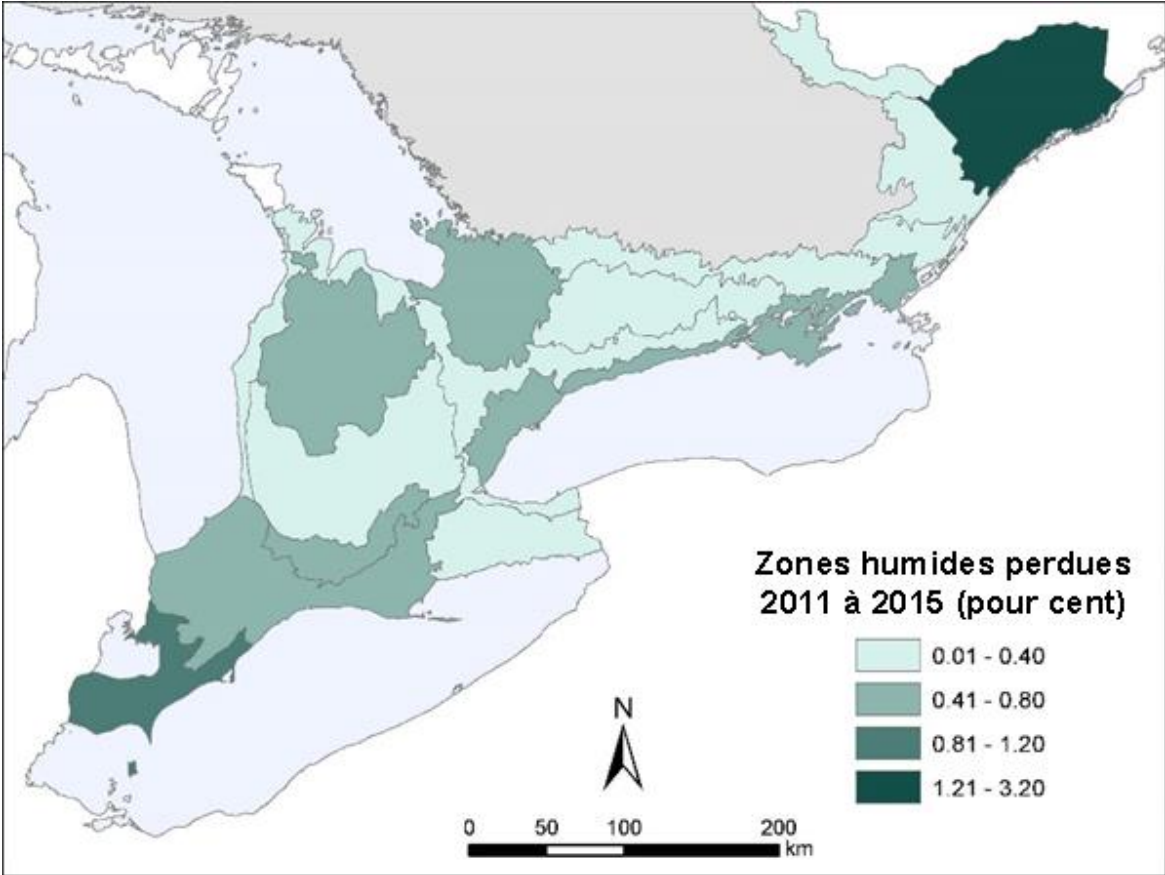 Zones humides perdues
2011 à 2015 (pour cent)
0.01 - 0.40
0.41 - 0.80
0.81 - 1.20
1.21 - 3.20
N
0 50 100 200
km